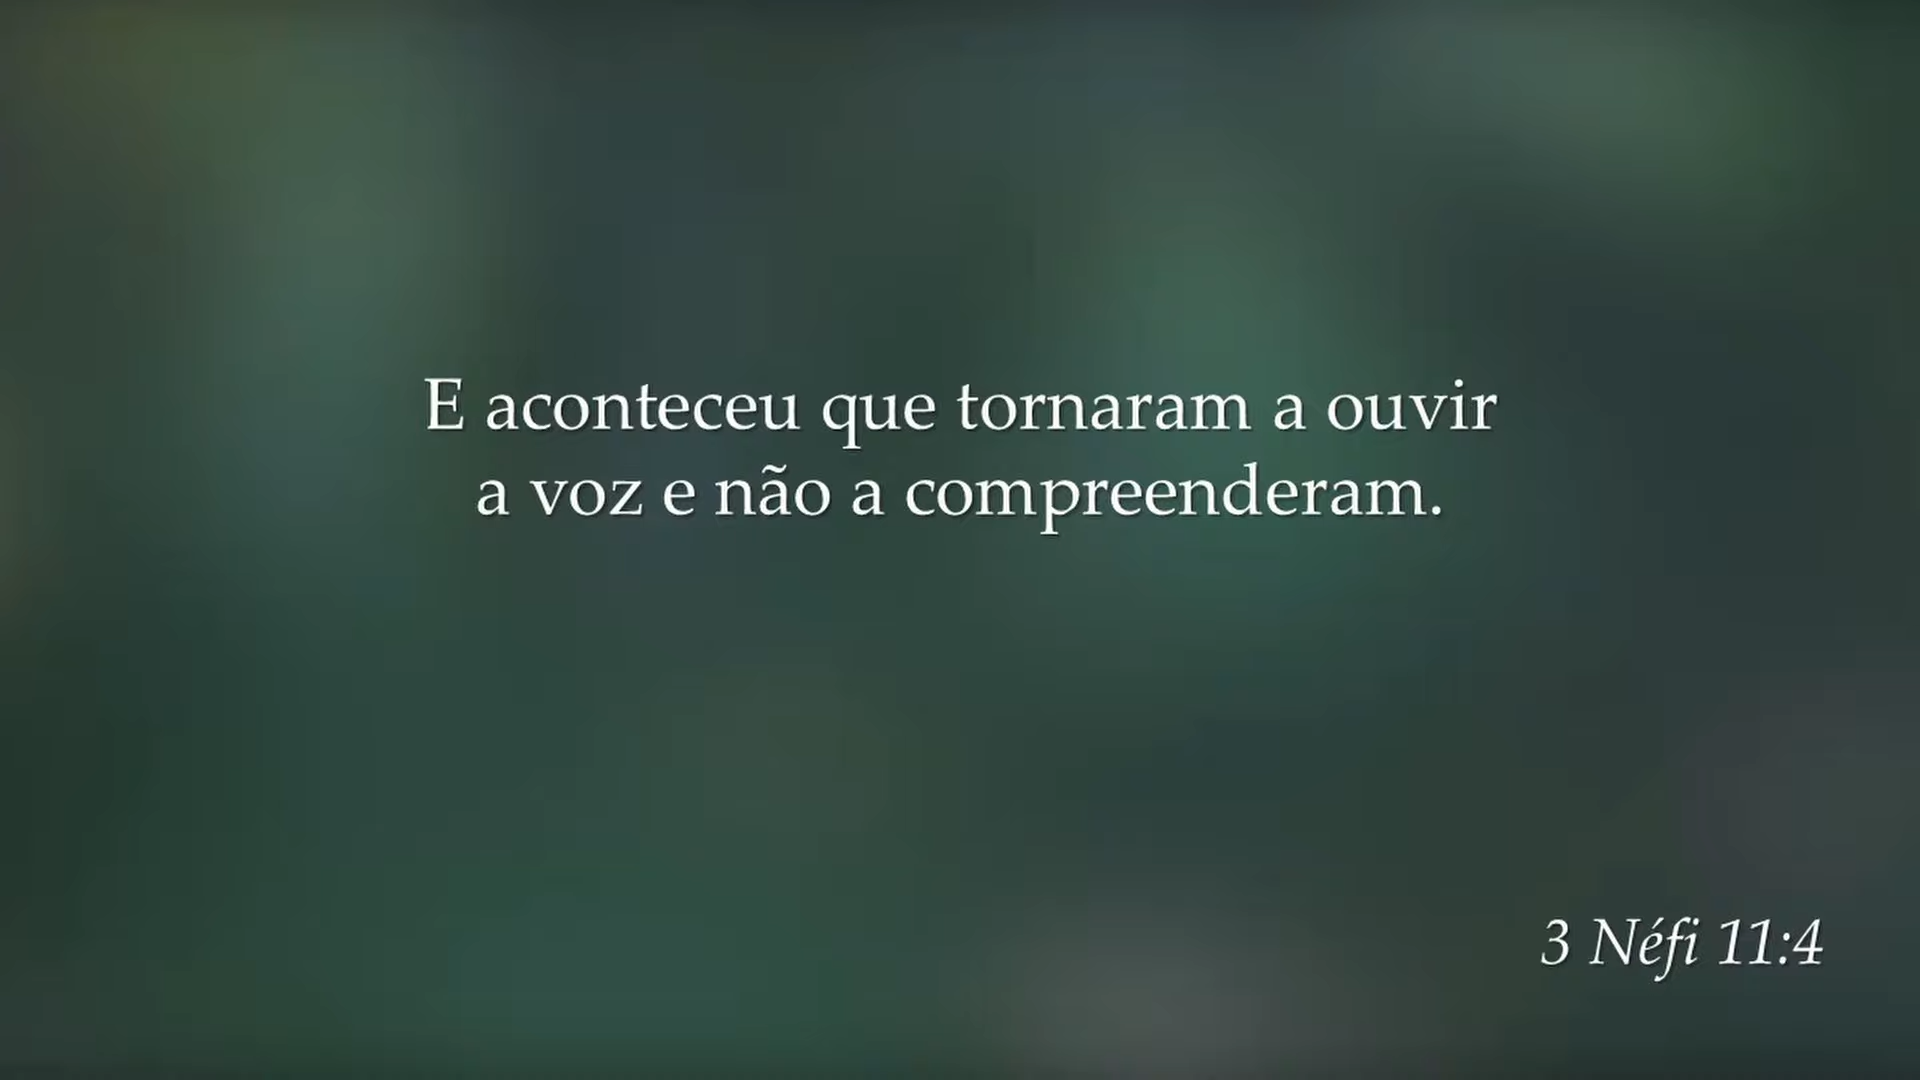 E aconteceu que tornaram a ouvir
a voz e não a compreenderam.
3 Néfi 11:4